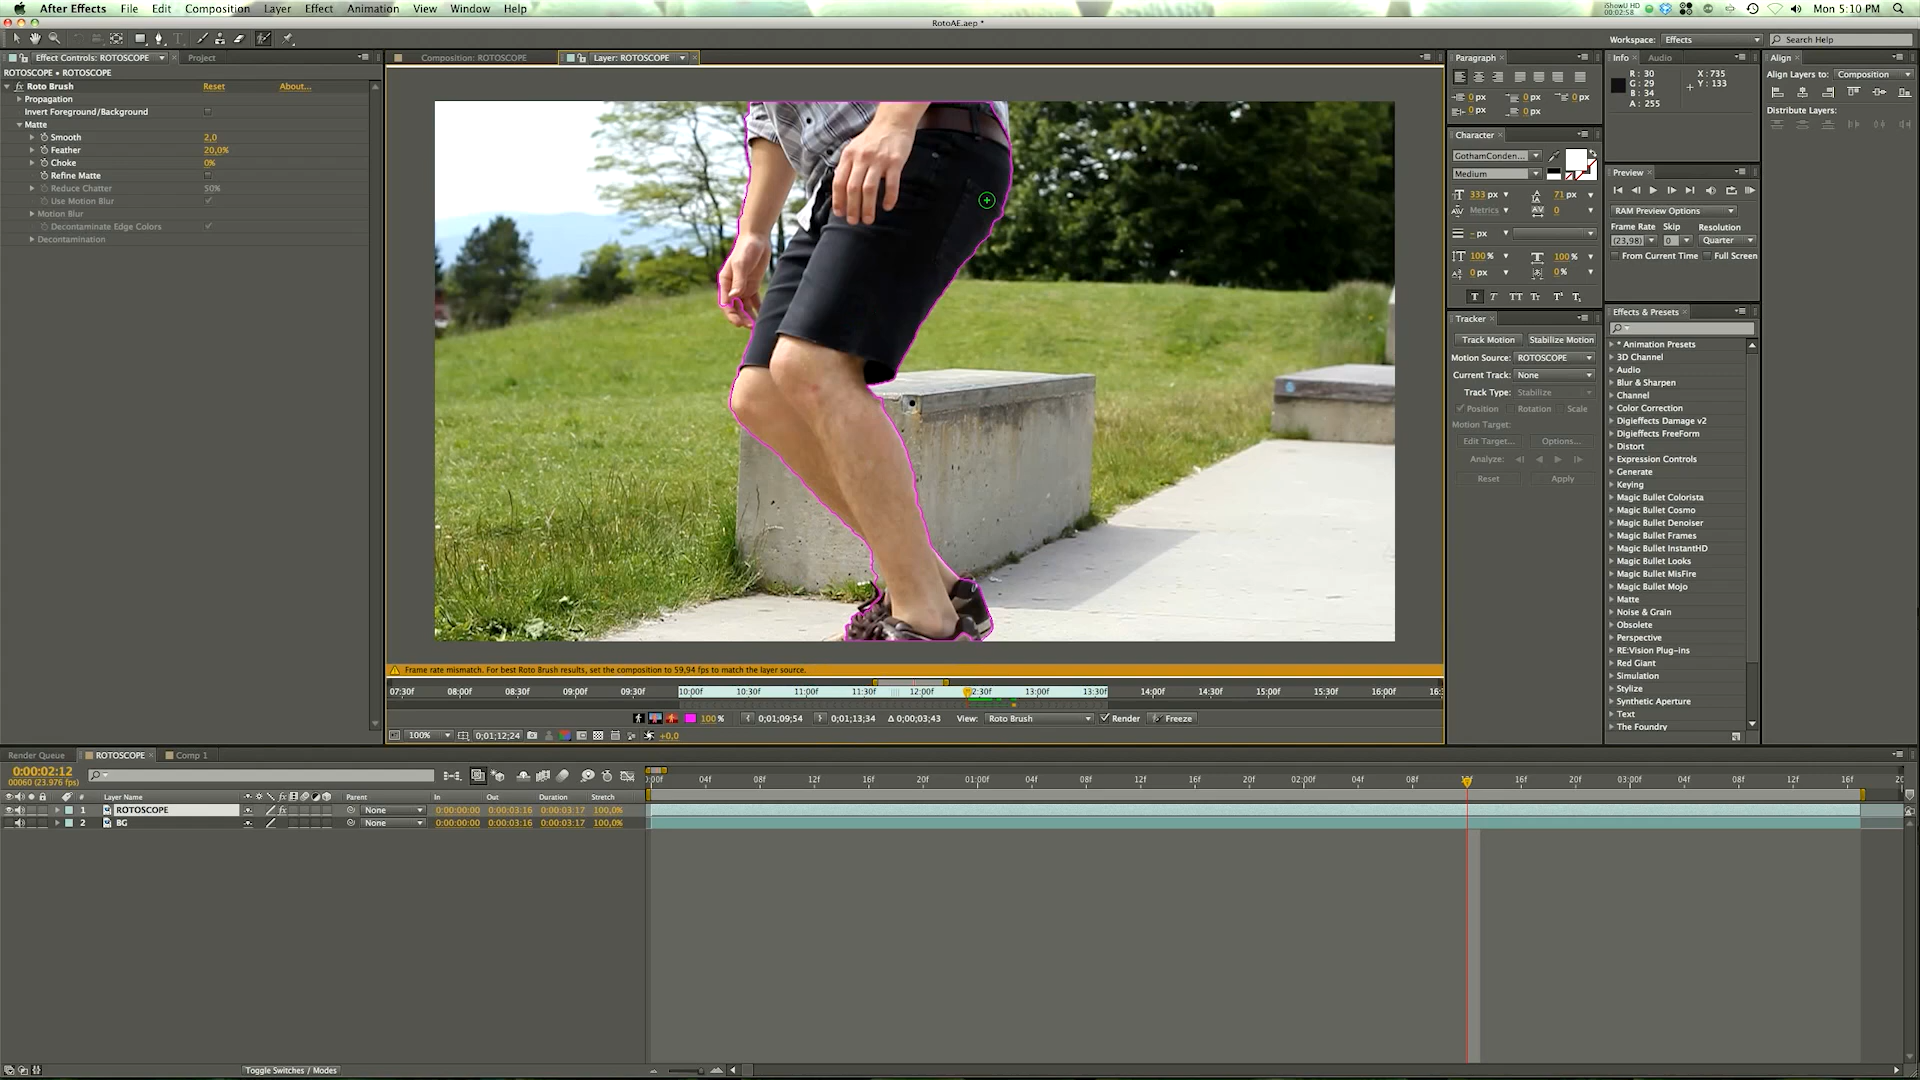 After Effects File Edit Composition Layer Effect Animation View Window Help
iShowU HD
00:02:58
Mon 5:10 PM
RotoAE.aep *
Workspace: Effects
Search Help
Effect Controls: ROTOSCOPE Project
ROTOSCOPE • ROTOSCOPE
fx Roto Brush Reset About...
Propagation
Invert Foreground/Background
Matte
Smooth 2,0
Feather 20,0%
Choke 0%
Refine Matte
Reduce Chatter 50%
Use Motion Blur
Motion Blur
Decontaminate Edge Colors
Decontamination
Composition: ROTOSCOPE Layer: ROTOSCOPE
Frame rate mismatch. For best Roto Brush results, set the composition to 59,94 fps to match the layer source.
07:30f 08:00f 08:30f 09:00f 09:30f 10:00f 10:30f 11:00f 11:30f 12:00f 2:30f 13:00f 13:30f 14:00f 14:30f 15:00f 15:30f 16:00f 16:
100 % 0;01;09;54 0;01;13;34 Δ 0;00;03;43 View: Roto Brush Render Freeze
100% 0;01;12;24 +0,0
Paragraph
0 px 0 px 0 px
0 px 0 px
Character
GothamConden...
Medium
333 px 71 px
Metrics 0
- px
100 % 100 %
0 px 0 %
T T TT Tт T¹ T₁
Tracker
Track Motion Stabilize Motion
Motion Source: ROTOSCOPE
Current Track: None
Track Type: Stabilize
Position Rotation Scale
Motion Target:
Edit Target... Options...
Analyze:
Reset Apply
Info Audio
R : 30 X : 735
G : 29 Y : 133
B : 34
A : 255
Preview
RAM Preview Options
Frame Rate Skip Resolution
(23,98) 0 Quarter
From Current Time Full Screen
Effects & Presets
* Animation Presets
3D Channel
Audio
Blur & Sharpen
Channel
Color Correction
Digieffects Damage v2
Digieffects FreeForm
Distort
Expression Controls
Generate
Keying
Magic Bullet Colorista
Magic Bullet Cosmo
Magic Bullet Denoiser
Magic Bullet Frames
Magic Bullet InstantHD
Magic Bullet Looks
Magic Bullet MisFire
Magic Bullet Mojo
Matte
Noise & Grain
Obsolete
Perspective
RE:Vision Plug-ins
Red Giant
Simulation
Stylize
Synthetic Aperture
Text
The Foundry
Align
Align Layers to: Composition
Distribute Layers:
Render Queue ROTOSCOPE Comp 1
0:00:02:12
00060 (23.976 fps)
# Layer Name Parent In Out Duration Stretch
1 ROTOSCOPE None 0:00:00:00 0:00:03:16 0:00:03:17 100,0%
2 BG None 0:00:00:00 0:00:03:16 0:00:03:17 100,0%
:00f 04f 08f 12f 16f 20f 01:00f 04f 08f 12f 16f 20f 02:00f 04f 08f 16f 20f 03:00f 04f 08f 12f 16f 20
Toggle Switches / Modes